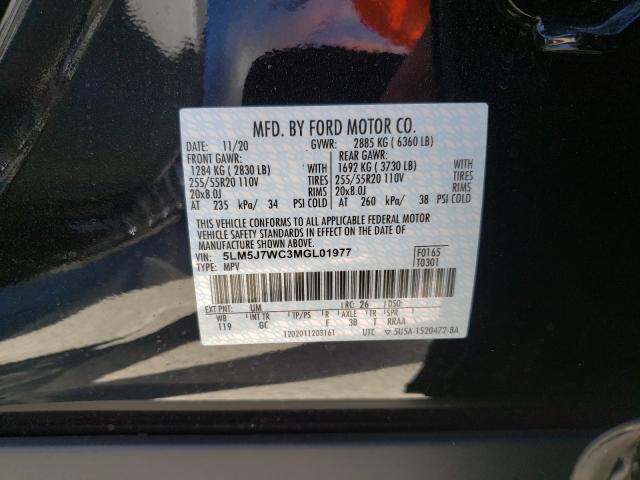 MFD. BY FORD MOTOR CO.
DATE: 11/20 GVWR: 2885 KG ( 6360 LB)
FRONT GAWR: REAR GAWR:
1284 KG ( 2830 LB) WITH 1692 KG ( 3730 LB) WITH
255/55R20 110V TIRES 255/55R20 110V TIRES
20x8.0J RIMS 20x8.0J RIMS
AT 235 kPa/ 34 PSI COLD AT 260 kPa/ 38 PSI COLD
THIS VEHICLE CONFORMS TO ALL APPLICABLE FEDERAL MOTOR
VEHICLE SAFETY AND THEFT PREVENTION STANDARDS IN
EFFECT ON THE DATE OF MANUFACTURE SHOWN ABOVE.
VIN: 5LM5J7WC3MGL01977 F0165
TYPE: MPV T0301
EXT PNT: UM RC: 26 DSO:
WB INT TR TP/PS R AXLE TR SPR
119 GC F 3B RRAA
1202011203161 UTC 5U5A-1520472-BA